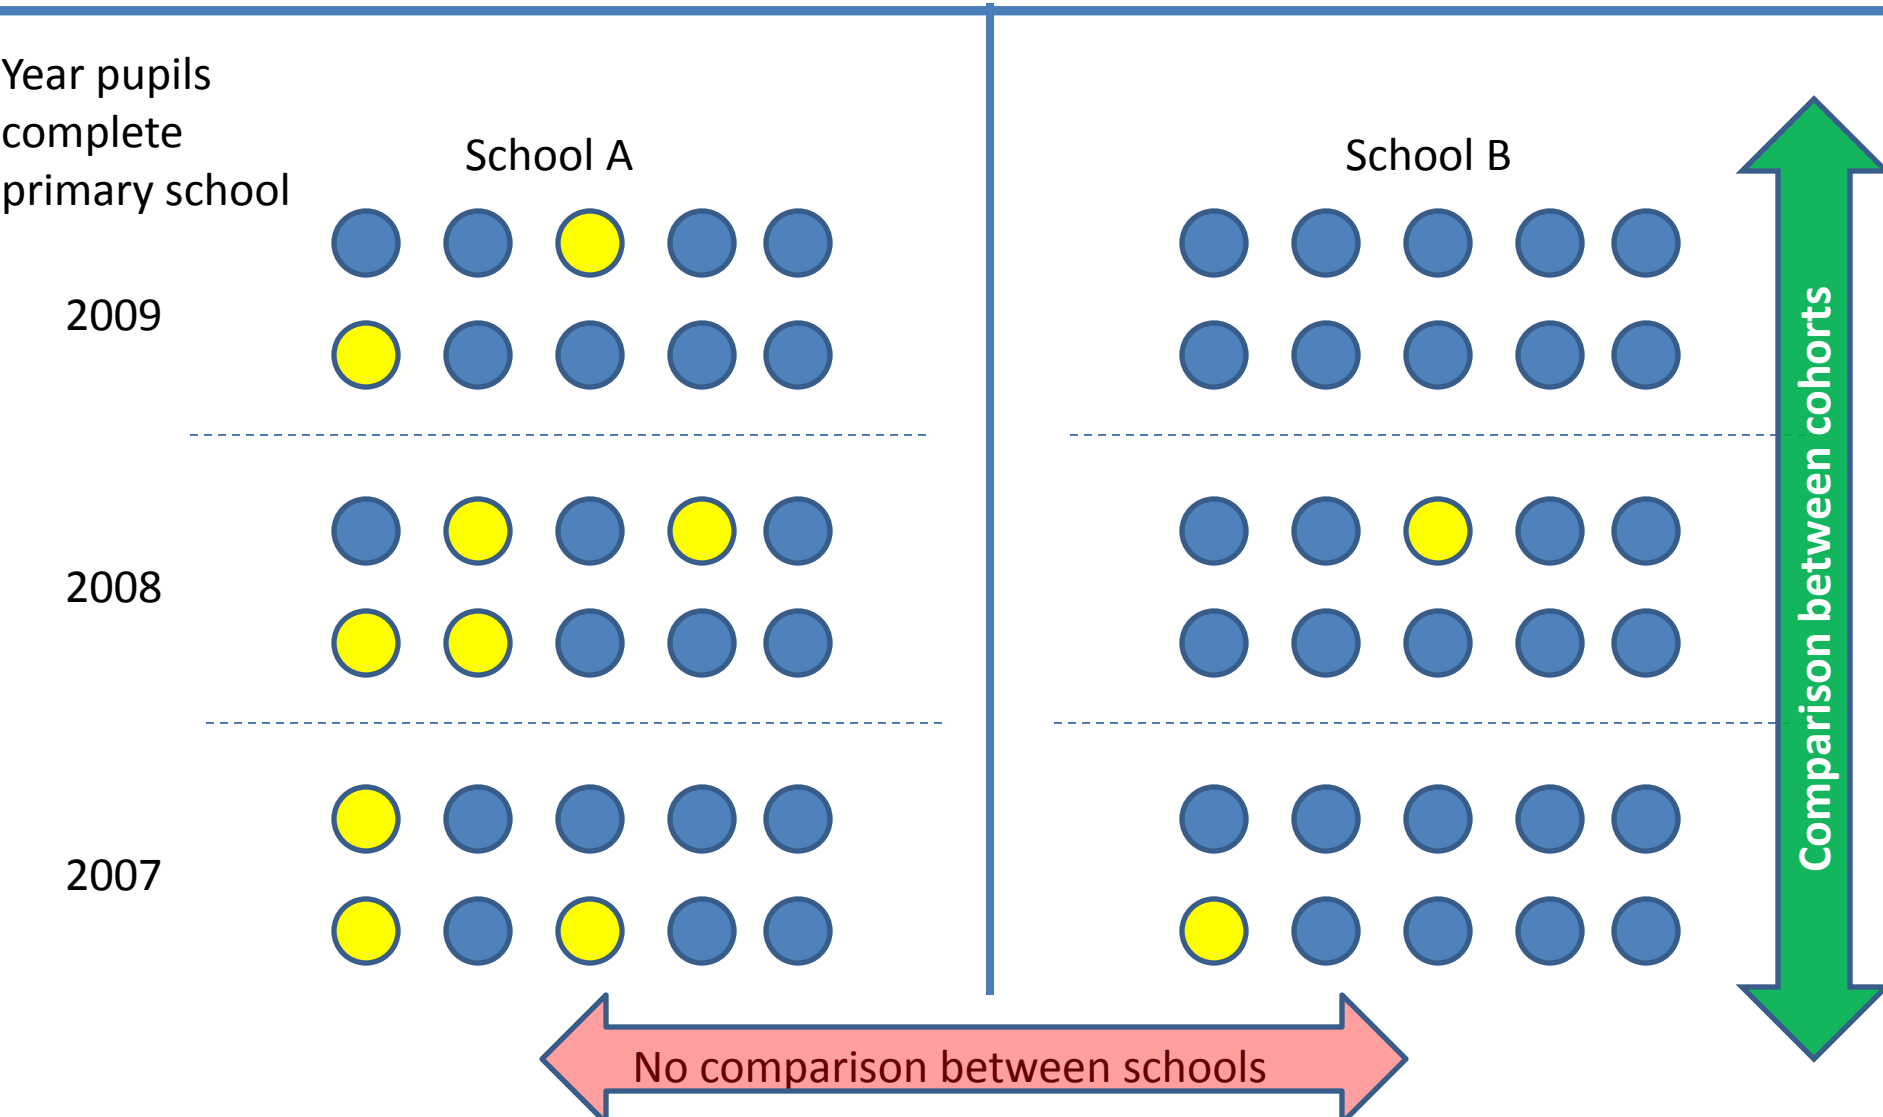 Year pupils
complete
primary school
School A
School B
2009
2008
2007
Comparison between cohorts
No comparison between schools